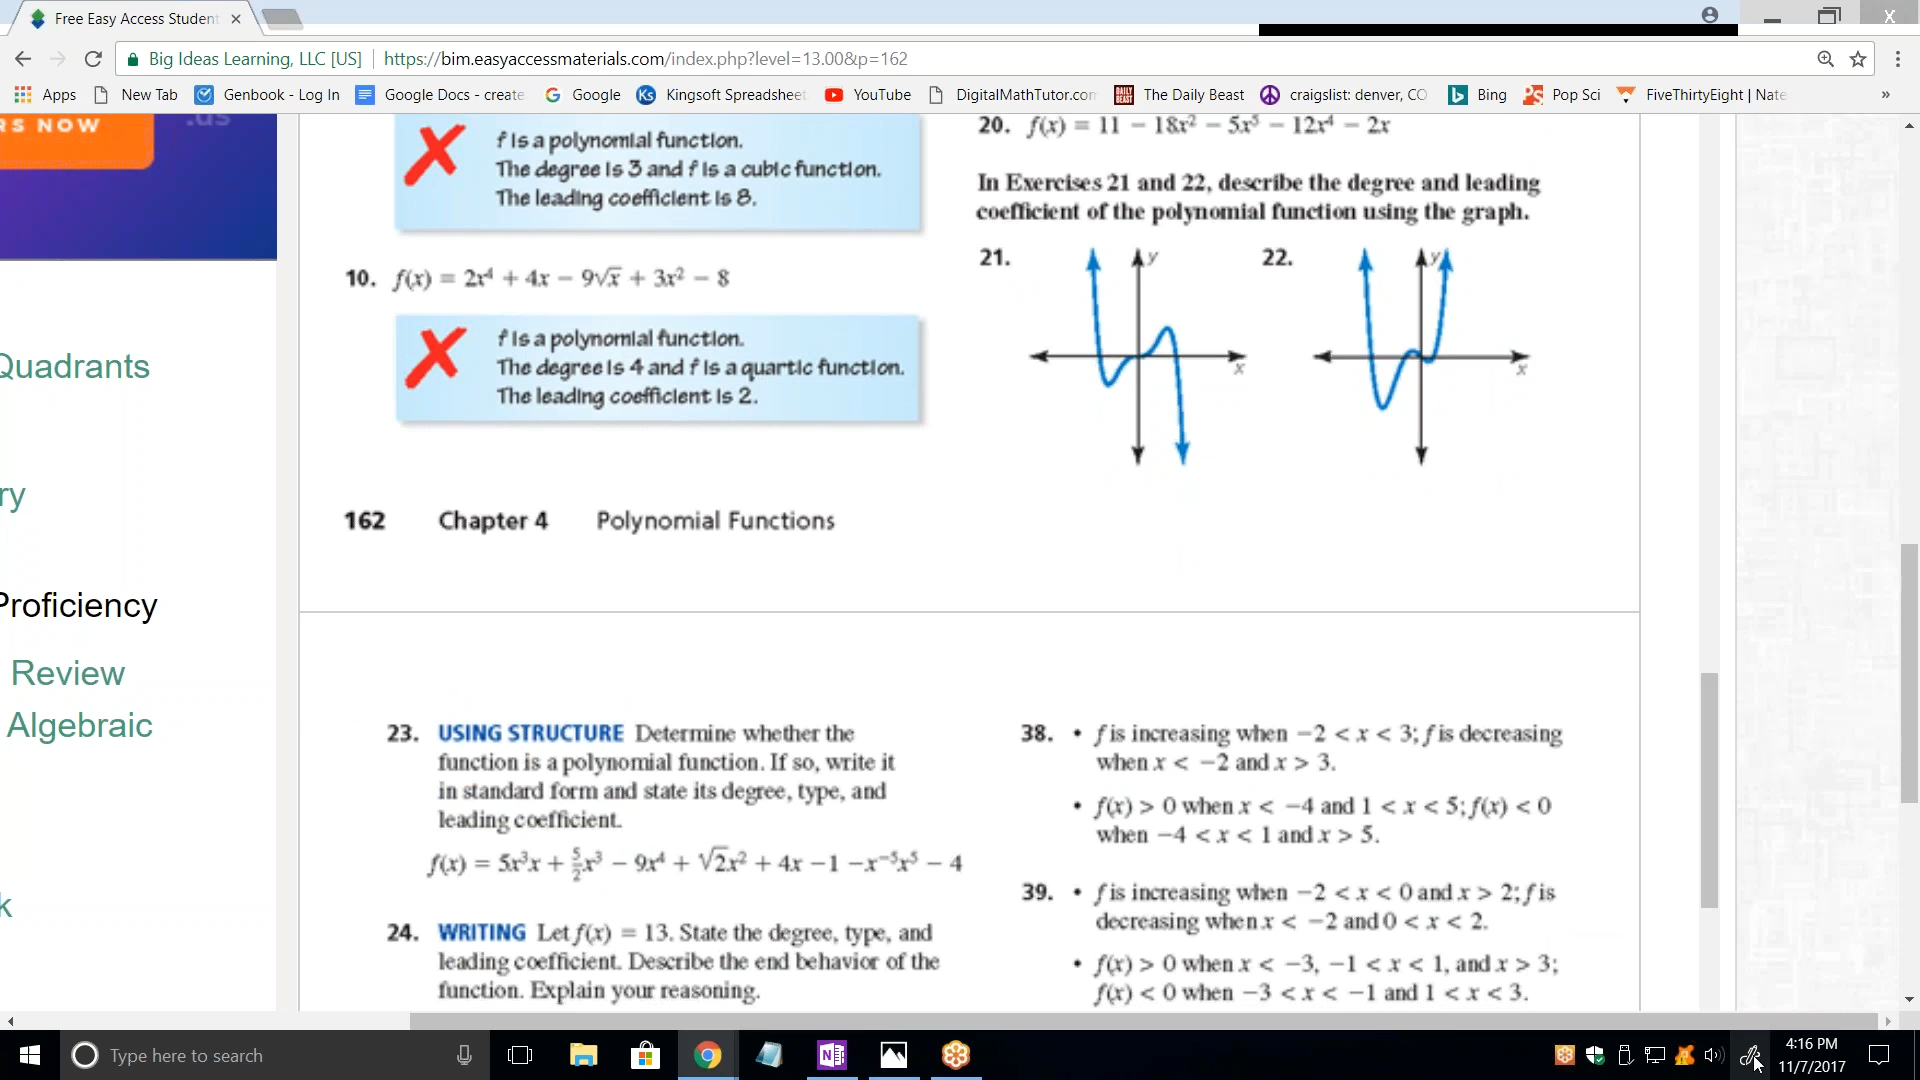 Free Easy Access Student
Big Ideas Learning, LLC [US] https://bim.easyaccessmaterials.com/index.php?level=13.00&p=162
Apps New Tab Genbook - Log In Google Docs - create Google Kingsoft Spreadsheet YouTube DigitalMathTutor.com The Daily Beast craigslist: denver, CO Bing Pop Sci FiveThirtyEight | Nate »
RS NOW
.us
Quadrants
ry
Proficiency
Review
Algebraic
k
f is a polynomial function.
The degree is 3 and f is a cubic function.
The leading coefficient is 8.
10. f(x) = 2x⁴ + 4x − 9√x + 3x² − 8
f is a polynomial function.
The degree is 4 and f is a quartic function.
The leading coefficient is 2.
20. f(x) = 11 − 18x² − 5x⁵ − 12x⁴ − 2x
In Exercises 21 and 22, describe the degree and leading
coefficient of the polynomial function using the graph.
21. y x 22. y x
162 Chapter 4 Polynomial Functions
23. USING STRUCTURE Determine whether the
function is a polynomial function. If so, write it
in standard form and state its degree, type, and
leading coefficient.
f(x) = 5x³x + 5/2x³ − 9x⁴ + √2x² + 4x −1 −x⁻⁵x⁵ − 4
24. WRITING Let f(x) = 13. State the degree, type, and
leading coefficient. Describe the end behavior of the
function. Explain your reasoning.
38. • f is increasing when −2 < x < 3; f is decreasing
when x < −2 and x > 3.
• f(x) > 0 when x < −4 and 1 < x < 5; f(x) < 0
when −4 < x < 1 and x > 5.
39. • f is increasing when −2 < x < 0 and x > 2; f is
decreasing when x < −2 and 0 < x < 2.
• f(x) > 0 when x < −3, −1 < x < 1, and x > 3;
f(x) < 0 when −3 < x < −1 and 1 < x < 3.
Type here to search
4:16 PM
11/7/2017